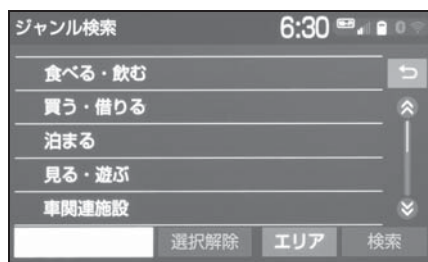 ジャンル検索 6:30
食べる・飲む
買う・借りる
泊まる
見る・遊ぶ
車関連施設
選択解除 エリア 検索